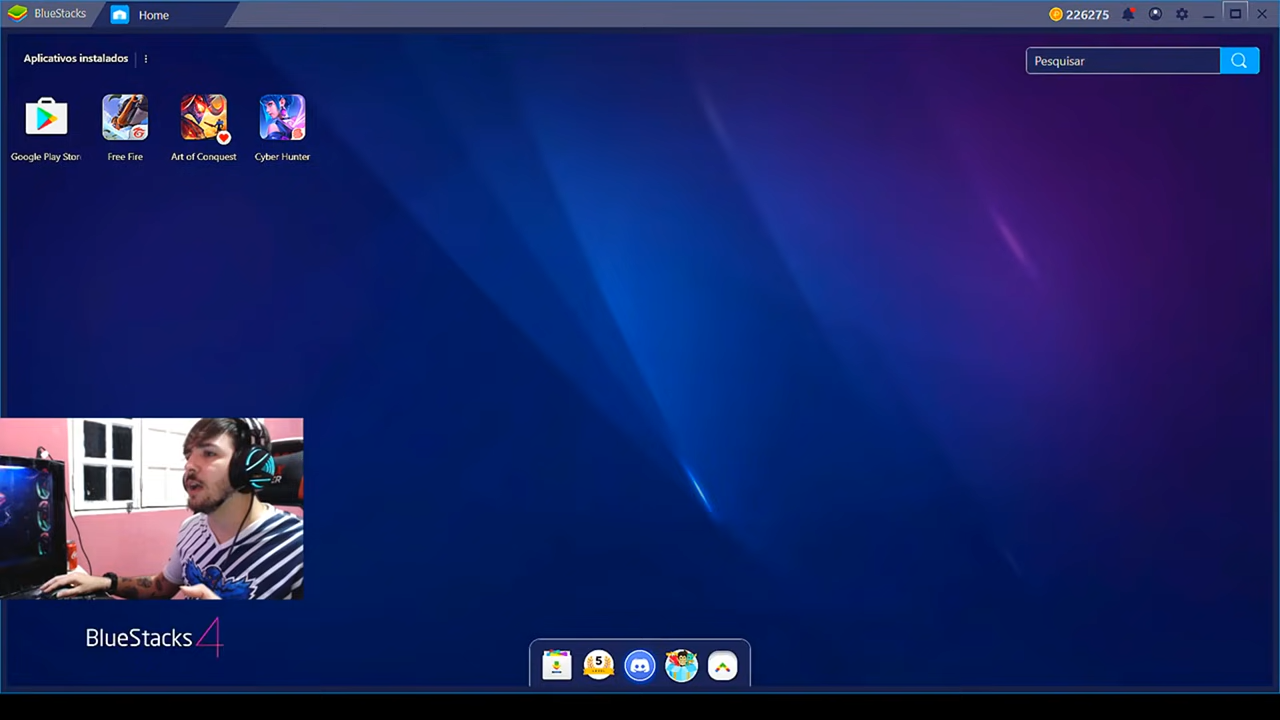 BlueStacks
Home
226275
Aplicativos instalados
Pesquisar
Google Play Stor
Free Fire
Art of Conquest
Cyber Hunter
BlueStacks 4
5